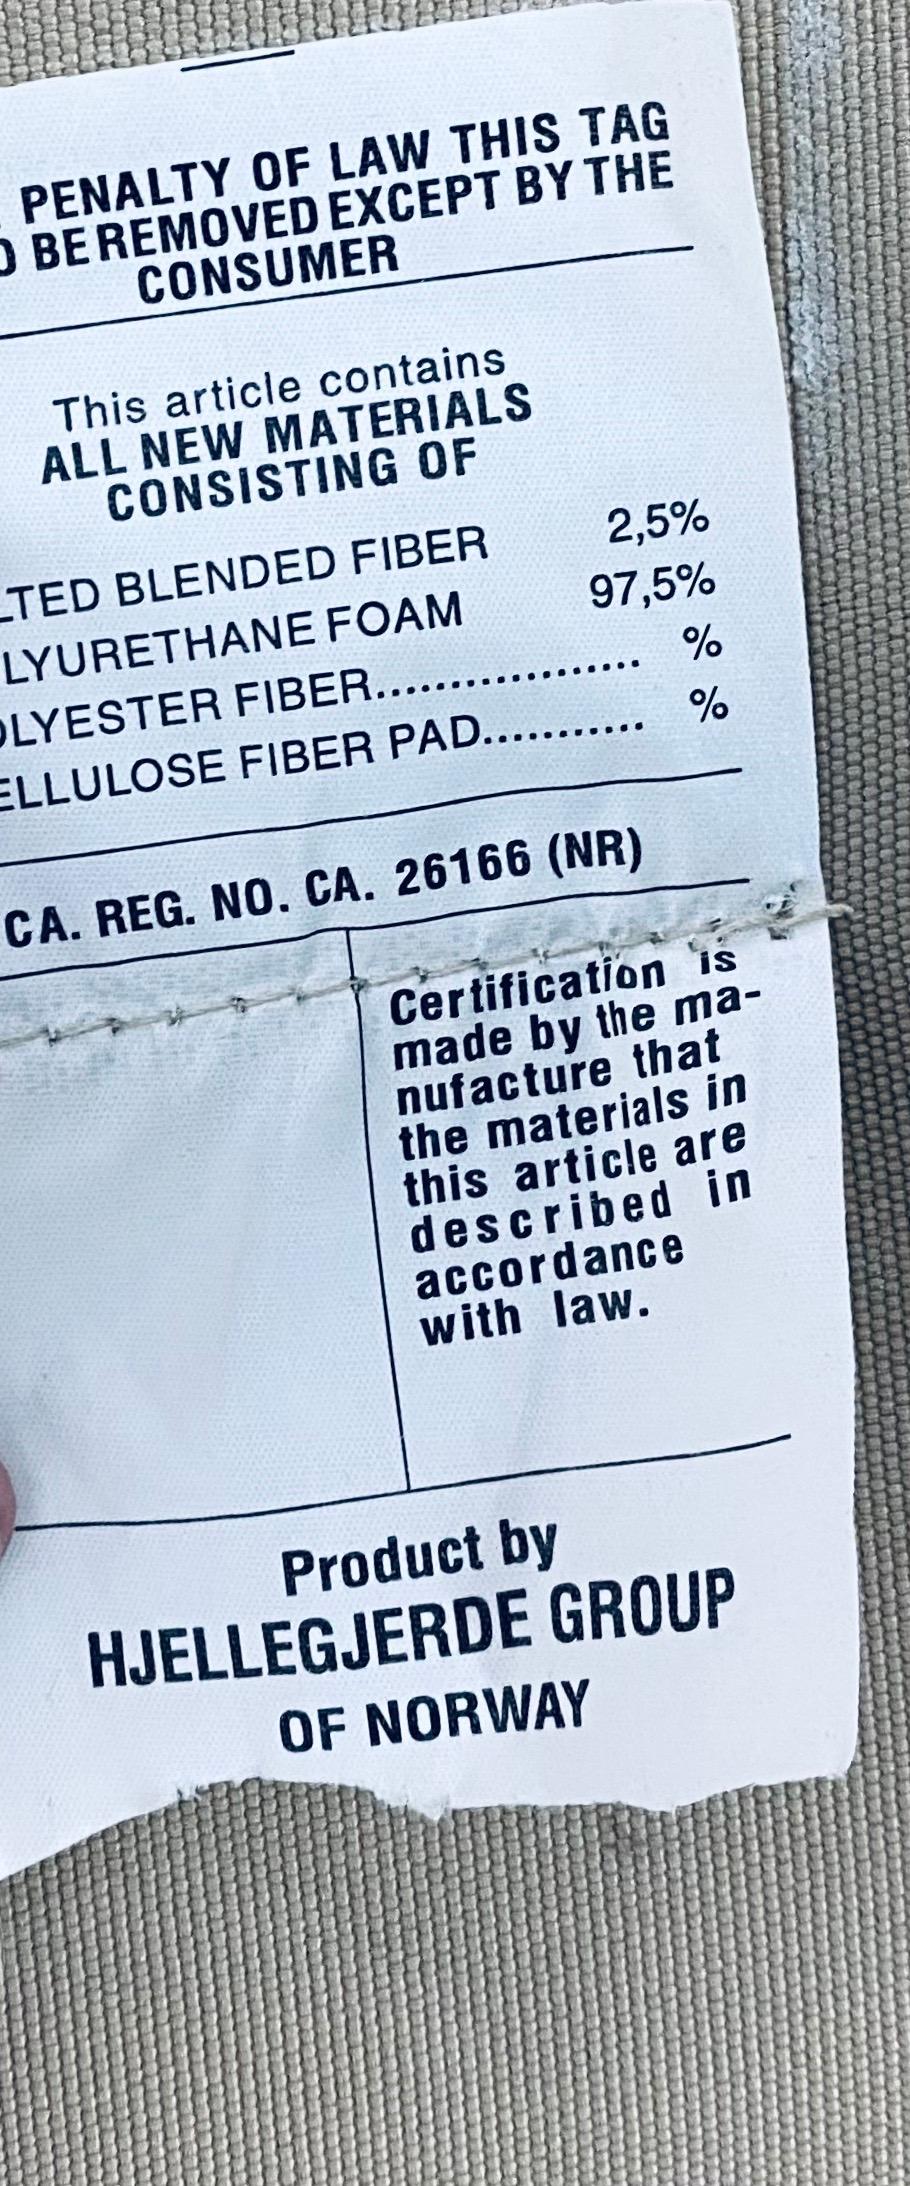 PENALTY OF LAW THIS TAG
BE REMOVED EXCEPT BY THE
CONSUMER
This article contains
ALL NEW MATERIALS
CONSISTING OF
BLENDED FIBER 2,5%
FOAM 97,5%
FIBER................... %
FIBER PAD........... %
CA. REG. NO. CA. 26166 (NR)
Certification is
made by the ma-
nufacture that
the materials in
this article are
described in
accordance
with law.
Product by
HJELLEGJERDE GROUP
OF NORWAY